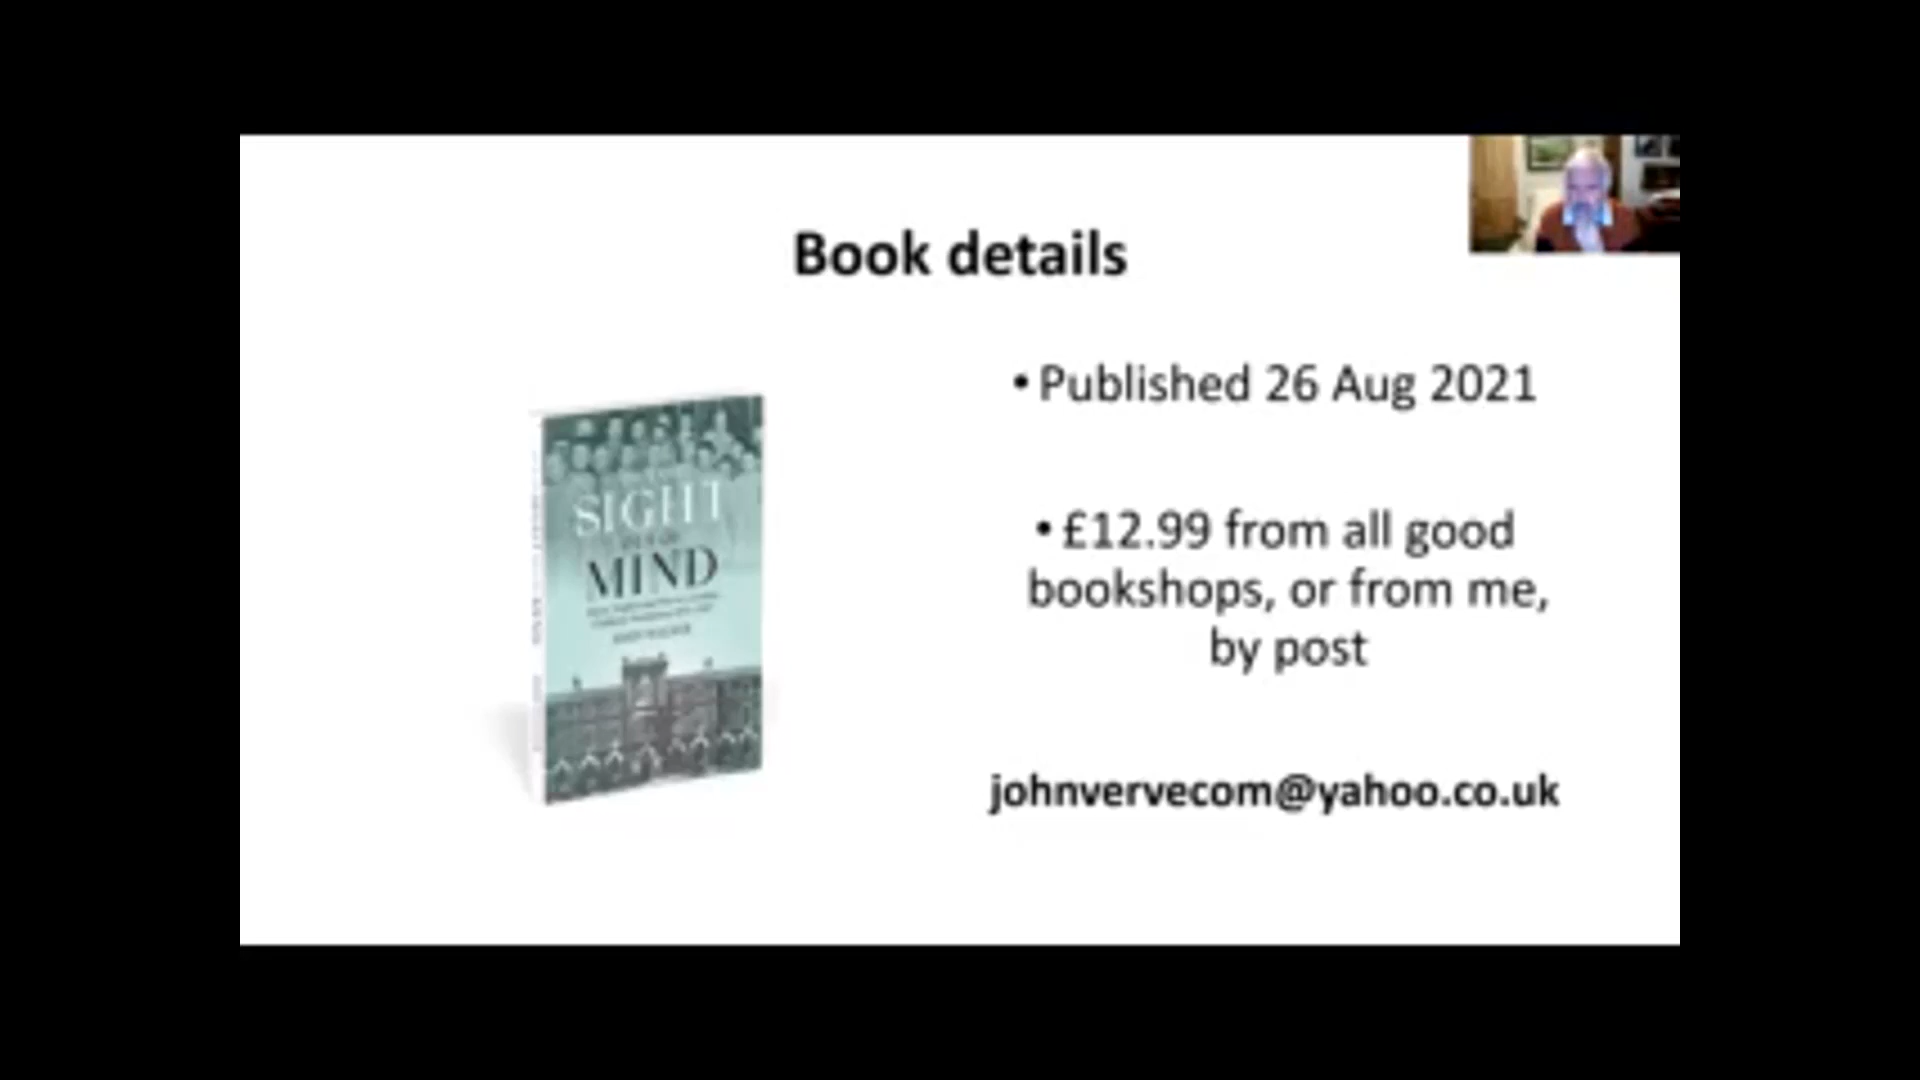 Book details
• Published 26 Aug 2021
• £12.99 from all good
bookshops, or from me,
by post
johnvervecom@yahoo.co.uk
SIGHT
MIND